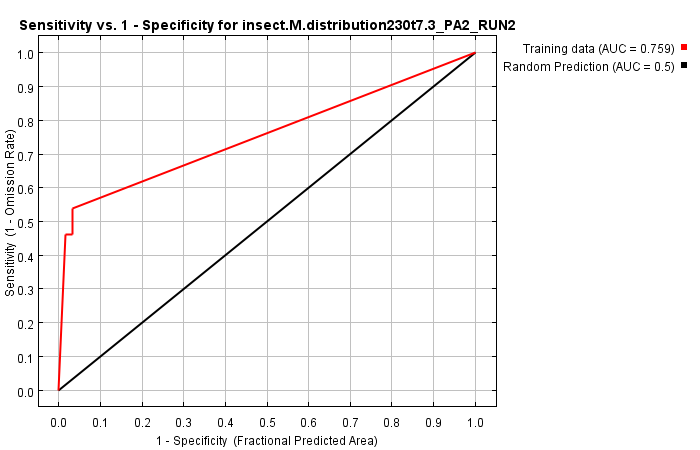 Sensitivity vs. 1 - Specificity for insect.M.distribution230t7.3_PA2_RUN2
Training data (AUC = 0.759)
Random Prediction (AUC = 0.5)
Sensitivity (1 - Omission Rate)
1.0
0.9
0.8
0.7
0.6
0.5
0.4
0.3
0.2
0.1
0.0
0.0 0.1 0.2 0.3 0.4 0.5 0.6 0.7 0.8 0.9 1.0
1 - Specificity (Fractional Predicted Area)